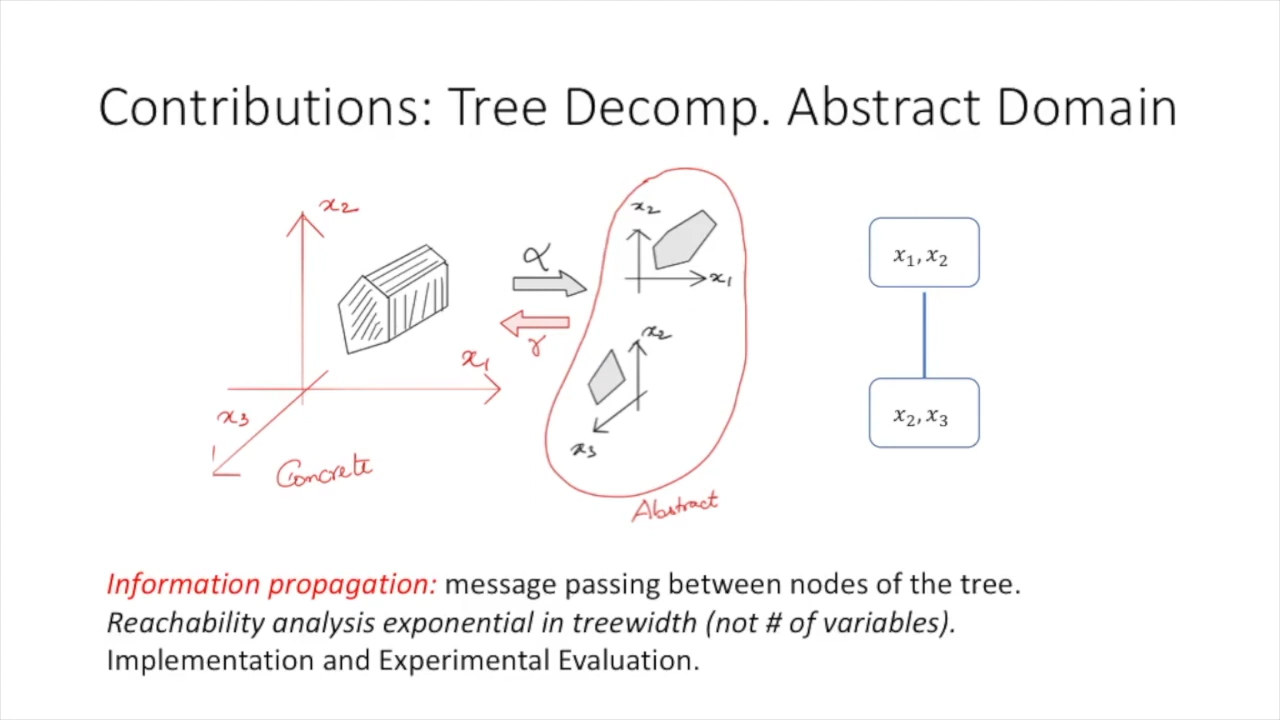 Contributions: Tree Decomp. Abstract Domain
x₂
x₁
x₃
Concrete
α
γ
x₂
x₁
x₂
x₃
Abstract
x₁, x₂
x₂, x₃
Information propagation: message passing between nodes of the tree.
Reachability analysis exponential in treewidth (not # of variables).
Implementation and Experimental Evaluation.